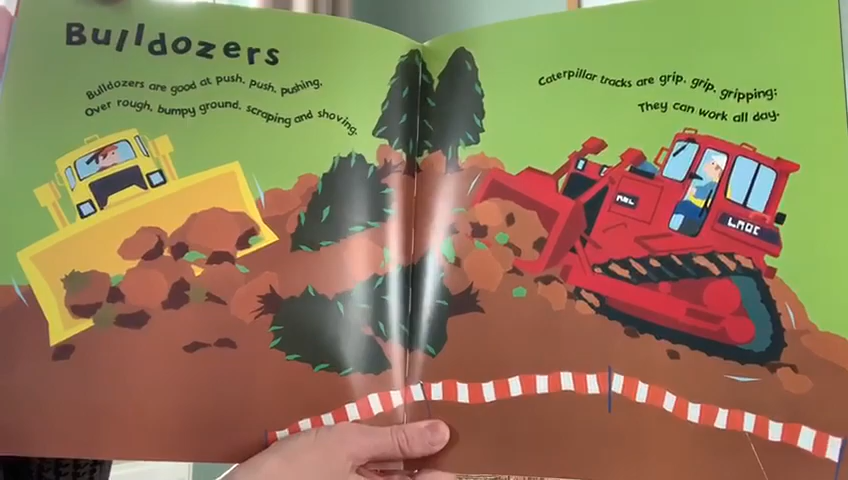 Bulldozers
Bulldozers are good at push, push, pushing,
Over rough, bumpy ground, scraping and shoving.
Caterpillar tracks are grip, grip, gripping;
They can work all day.
LMDC